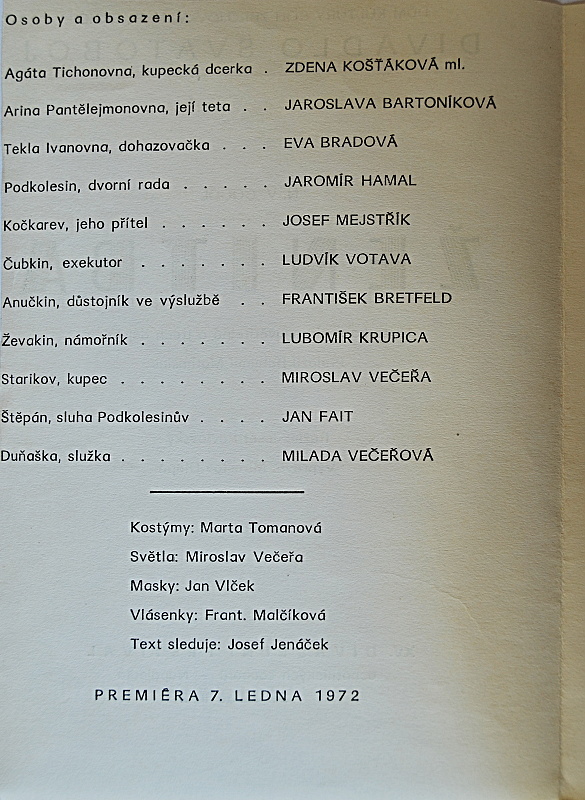 Osoby a obsazení:
Agáta Tichonovna, kupecká dcerka . ZDENA KOŠŤÁKOVÁ ml.
Arina Pantělejmonovna, její teta . . JAROSLAVA BARTONÍKOVÁ
Tekla Ivanovna, dohazovačka . . . EVA BRADOVÁ
Podkolesin, dvorní rada . . . . . JAROMÍR HAMAL
Kočkarev, jeho přítel . . . . . . JOSEF MEJSTŘÍK
Čubkin, exekutor . . . . . . . LUDVÍK VOTAVA
Anučkin, důstojník ve výslužbě . . FRANTIŠEK BRETFELD
Ževakin, námořník . . . . . . . LUBOMÍR KRUPICA
Starikov, kupec . . . . . . . . MIROSLAV VEČEŘA
Štěpán, sluha Podkolesinův . . . . JAN FAIT
Duňaška, služka . . . . . . . . MILADA VEČEŘOVÁ
Kostýmy: Marta Tomanová
Světla: Miroslav Večeřa
Masky: Jan Vlček
Vlásenky: Frant. Malčíková
Text sleduje: Josef Jenáček
PREMIÉRA 7. LEDNA 1972